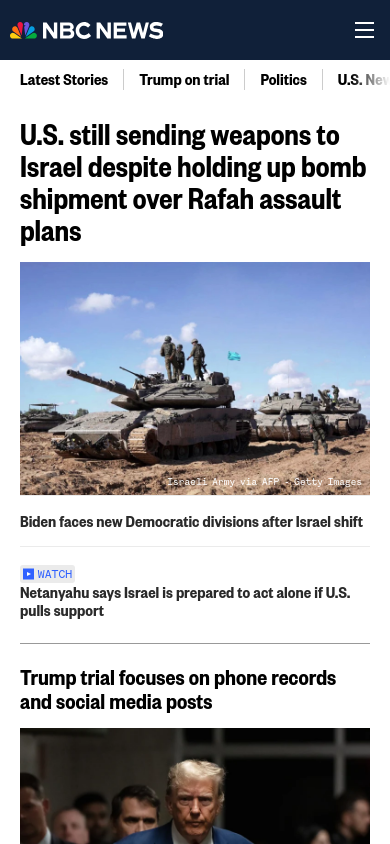 NBC NEWS
Latest Stories
Trump on trial
Politics
U.S. New
U.S. still sending weapons to
Israel despite holding up bomb
shipment over Rafah assault
plans
Israeli Army via AFP - Getty Images
Biden faces new Democratic divisions after Israel shift
WATCH
Netanyahu says Israel is prepared to act alone if U.S.
pulls support
Trump trial focuses on phone records
and social media posts